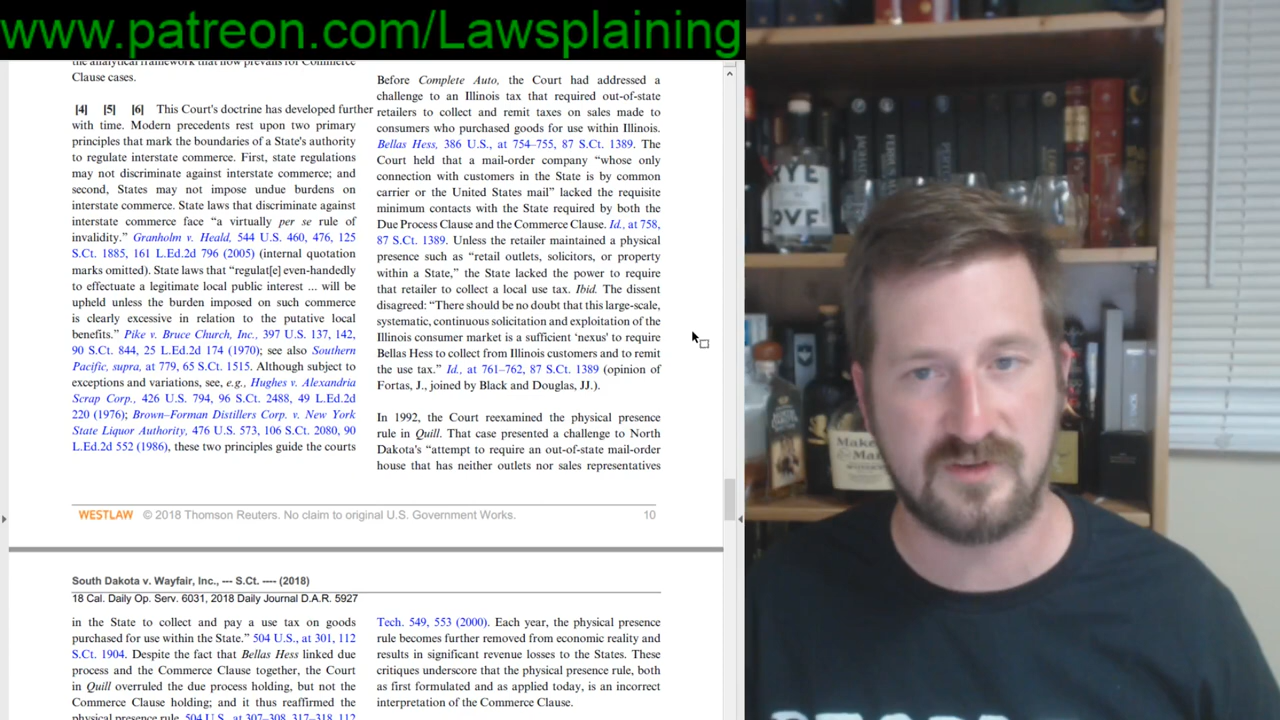 www.patreon.com/Lawsplaining
the analytical framework that now prevails for Commerce
Clause cases.
[4] [5] [6] This Court's doctrine has developed further
with time. Modern precedents rest upon two primary
principles that mark the boundaries of a State's authority
to regulate interstate commerce. First, state regulations
may not discriminate against interstate commerce; and
second, States may not impose undue burdens on
interstate commerce. State laws that discriminate against
interstate commerce face “a virtually per se rule of
invalidity.” Granholm v. Heald, 544 U.S. 460, 476, 125
S.Ct. 1885, 161 L.Ed.2d 796 (2005) (internal quotation
marks omitted). State laws that “regulat[e] even-handedly
to effectuate a legitimate local public interest ... will be
upheld unless the burden imposed on such commerce
is clearly excessive in relation to the putative local
benefits.” Pike v. Bruce Church, Inc., 397 U.S. 137, 142,
90 S.Ct. 844, 25 L.Ed.2d 174 (1970); see also Southern
Pacific, supra, at 779, 65 S.Ct. 1515. Although subject to
exceptions and variations, see, e.g., Hughes v. Alexandria
Scrap Corp., 426 U.S. 794, 96 S.Ct. 2488, 49 L.Ed.2d
220 (1976); Brown–Forman Distillers Corp. v. New York
State Liquor Authority, 476 U.S. 573, 106 S.Ct. 2080, 90
L.Ed.2d 552 (1986), these two principles guide the courts
Before Complete Auto, the Court had addressed a
challenge to an Illinois tax that required out-of-state
retailers to collect and remit taxes on sales made to
consumers who purchased goods for use within Illinois.
Bellas Hess, 386 U.S., at 754–755, 87 S.Ct. 1389. The
Court held that a mail-order company “whose only
connection with customers in the State is by common
carrier or the United States mail” lacked the requisite
minimum contacts with the State required by both the
Due Process Clause and the Commerce Clause. Id., at 758,
87 S.Ct. 1389. Unless the retailer maintained a physical
presence such as “retail outlets, solicitors, or property
within a State,” the State lacked the power to require
that retailer to collect a local use tax. Ibid. The dissent
disagreed: “There should be no doubt that this large-scale,
systematic, continuous solicitation and exploitation of the
Illinois consumer market is a sufficient ‘nexus’ to require
Bellas Hess to collect from Illinois customers and to remit
the use tax.” Id., at 761–762, 87 S.Ct. 1389 (opinion of
Fortas, J., joined by Black and Douglas, JJ.).
In 1992, the Court reexamined the physical presence
rule in Quill. That case presented a challenge to North
Dakota's “attempt to require an out-of-state mail-order
house that has neither outlets nor sales representatives
WESTLAW © 2018 Thomson Reuters. No claim to original U.S. Government Works. 10
South Dakota v. Wayfair, Inc., --- S.Ct. ---- (2018)
18 Cal. Daily Op. Serv. 6031, 2018 Daily Journal D.A.R. 5927
in the State to collect and pay a use tax on goods
purchased for use within the State.” 504 U.S., at 301, 112
S.Ct. 1904. Despite the fact that Bellas Hess linked due
process and the Commerce Clause together, the Court
in Quill overruled the due process holding, but not the
Commerce Clause holding; and it thus reaffirmed the
physical presence rule. 504 U.S., at 307–308, 317–318, 112
Tech. 549, 553 (2000). Each year, the physical presence
rule becomes further removed from economic reality and
results in significant revenue losses to the States. These
critiques underscore that the physical presence rule, both
as first formulated and as applied today, is an incorrect
interpretation of the Commerce Clause.
RYE
Maker's
Mark